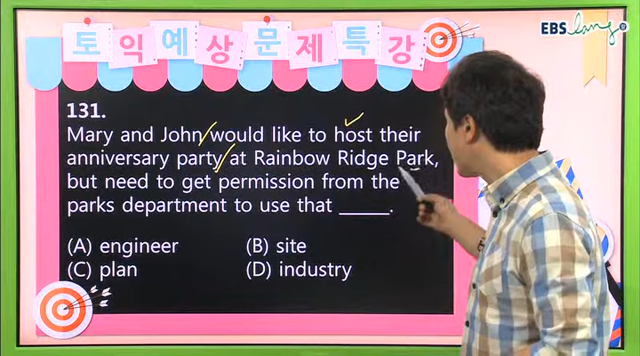 토익예상문제특강
EBS lang
131.
Mary and John would like to host their
anniversary party at Rainbow Ridge Park,
but need to get permission from the
parks department to use that _____.
(A) engineer
(B) site
(C) plan
(D) industry